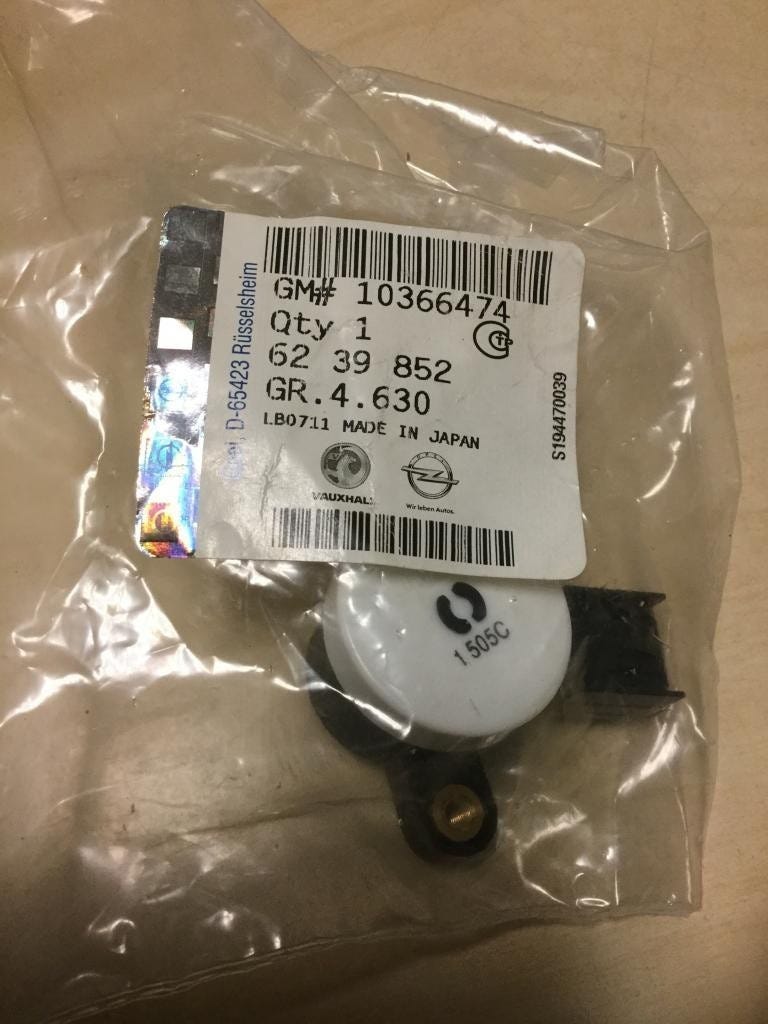 GM# 10366474
Qty 1
62 39 852
GR.4.630
LB0711 MADE IN JAPAN
VAUXHALL
Wir leben Autos.
Opel, D-65423 Rüsselsheim
S194470039
1.505C